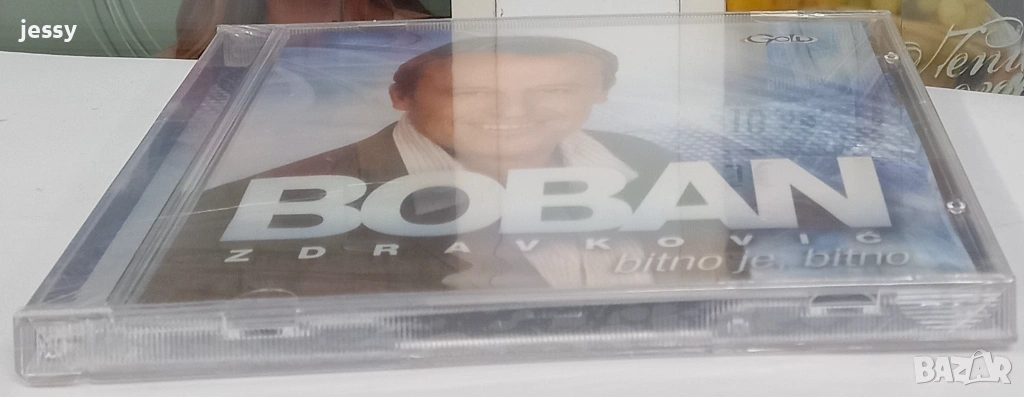 jessy
Gold
BOBAN
ZDRAVKOVIĆ
bitno je, bitno
BAZAR